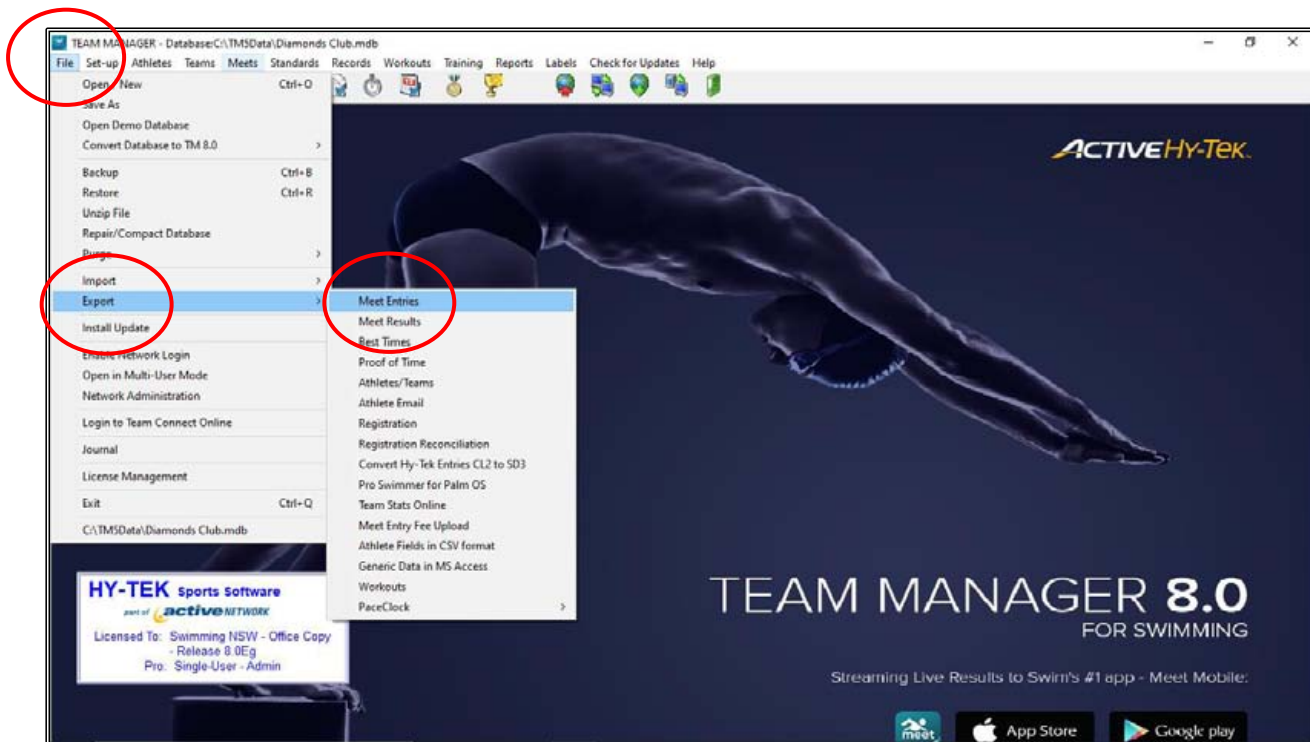 TEAM MANAGER - Database:C:\TM5Data\Diamonds Club.mdb
File Set-up Athletes Teams Meets Standards Records Workouts Training Reports Labels Check for Updates Help
Open / New Ctrl+O
Save As
Open Demo Database
Convert Database to TM 8.0 >
Backup Ctrl+B
Restore Ctrl+R
Unzip File
Repair/Compact Database
Purge >
Import >
Export >
Install Update
Enable Network Login
Open in Multi-User Mode
Network Administration
Login to Team Connect Online
Journal
License Management
Exit Ctrl+Q
C:\TM5Data\Diamonds Club.mdb
Meet Entries
Meet Results
Best Times
Proof of Time
Athletes/Teams
Athlete Email
Registration
Registration Reconciliation
Convert Hy-Tek Entries CL2 to SD3
Pro Swimmer for Palm OS
Team Stats Online
Meet Entry Fee Upload
Athlete Fields in CSV format
Generic Data in MS Access
Workouts
PaceClock >
ACTIVE HY-TEK.
HY-TEK Sports Software
part of active NETWORK
Licensed To: Swimming NSW - Office Copy
- Release 8.0Eg
Pro: Single-User - Admin
TEAM MANAGER 8.0
FOR SWIMMING
Streaming Live Results to Swim's #1 app - Meet Mobile:
meet App Store Google play